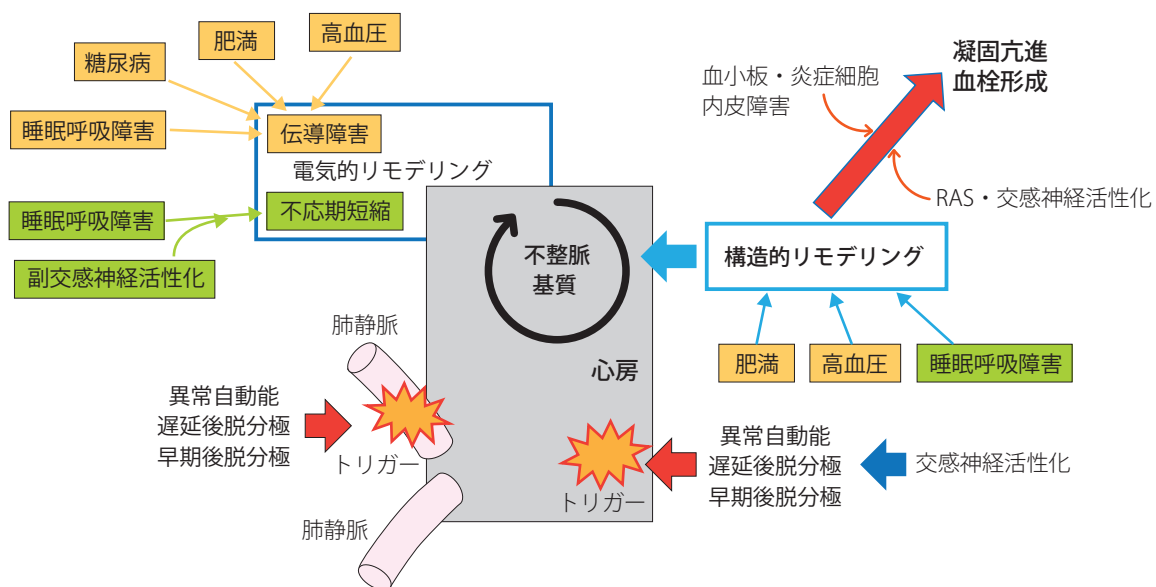 肥満
高血圧
糖尿病
睡眠呼吸障害
伝導障害
電気的リモデリング
睡眠呼吸障害
不応期短縮
副交感神経活性化
凝固亢進
血栓形成
血小板・炎症細胞
内皮障害
RAS・交感神経活性化
構造的リモデリング
肥満
高血圧
睡眠呼吸障害
不整脈
基質
心房
肺静脈
異常自動能
遅延後脱分極
早期後脱分極
トリガー
肺静脈
トリガー
異常自動能
遅延後脱分極
早期後脱分極
交感神経活性化